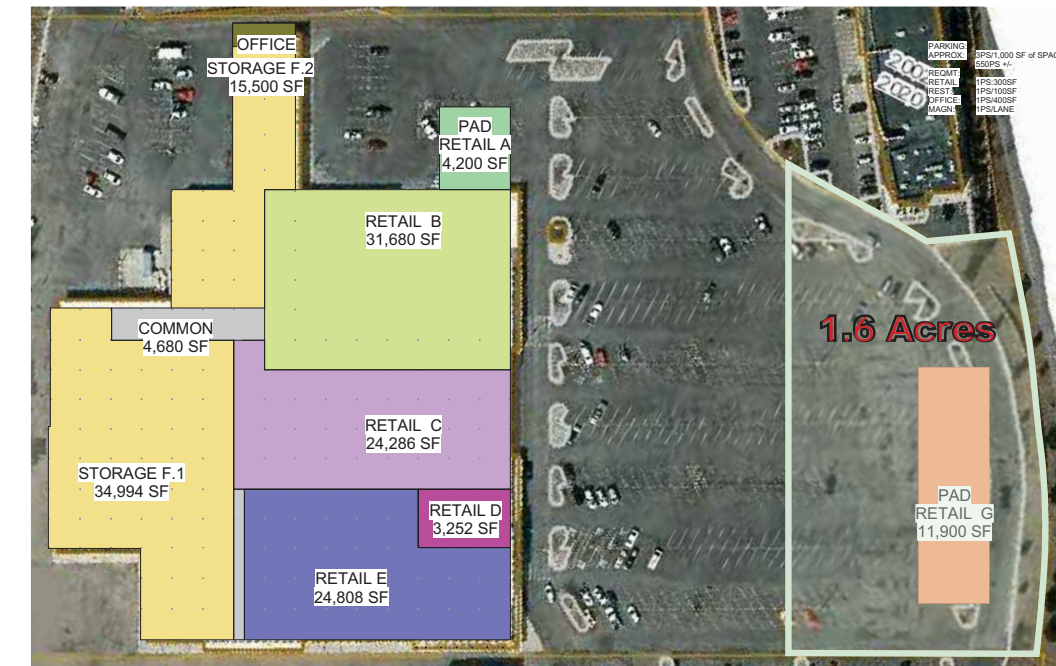 OFFICE
STORAGE F.2
15,500 SF
PAD
RETAIL A
4,200 SF
RETAIL B
31,680 SF
COMMON
4,680 SF
RETAIL C
24,286 SF
STORAGE F.1
34,994 SF
RETAIL D
3,252 SF
RETAIL E
24,808 SF
PARKING:
APPROX: 3PS/1,000 SF of SPAC
550PS +/-
REQMT:
RETAIL 1PS:300SF
REST: 1PS/100SF
OFFICE: 1PS/400SF
MAGN: 1PS/LANE
200
2020
1.6 Acres
PAD
RETAIL G
11,900 SF